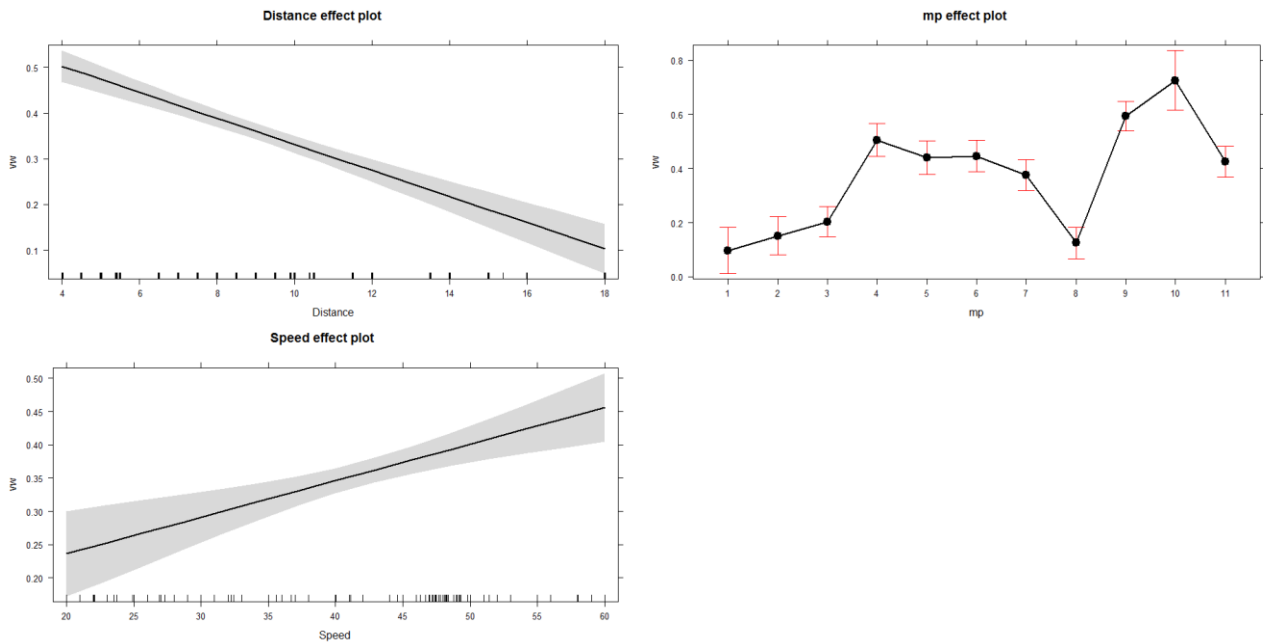 Distance effect plot
0.5
0.4
0.3
0.2
0.1
vw
4 6 8 10 12 14 16 18
Distance
mp effect plot
0.8
0.6
0.4
0.2
0.0
vw
1 2 3 4 5 6 7 8 9 10 11
mp
Speed effect plot
0.50
0.45
0.40
0.35
0.30
0.25
0.20
vw
20 25 30 35 40 45 50 55 60
Speed